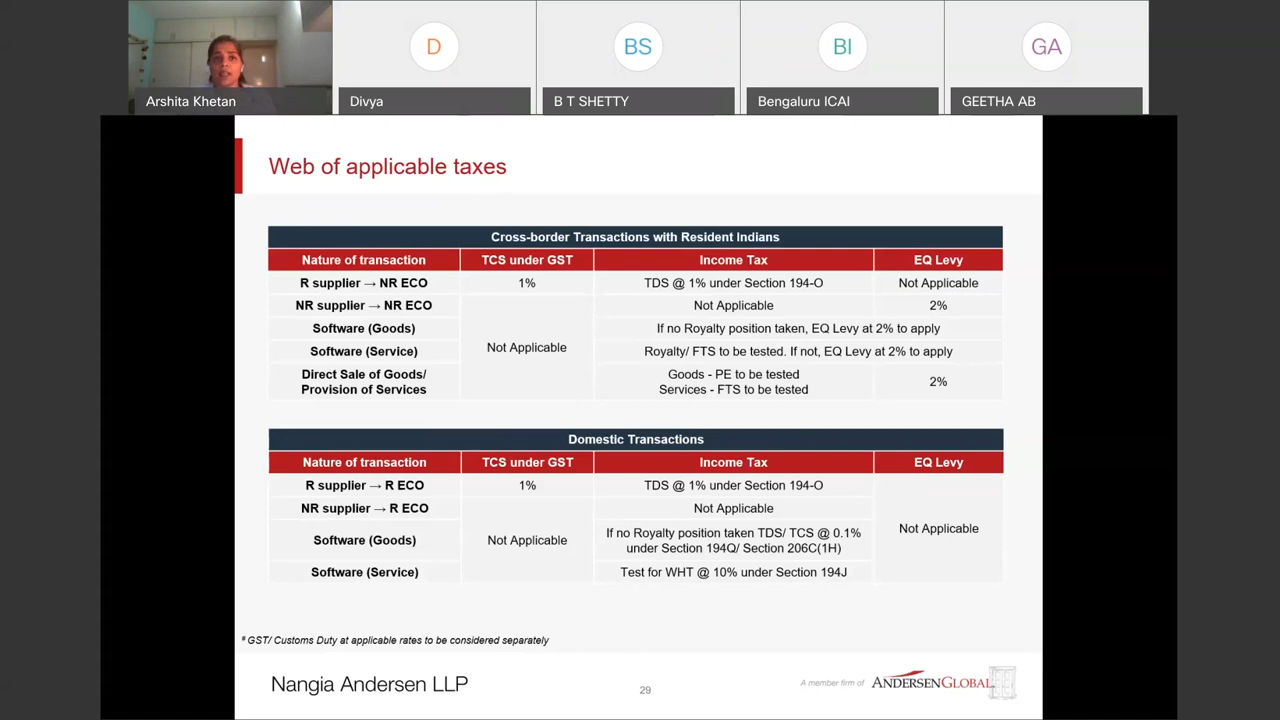 D
BS
BI
GA
Arshita Khetan
Divya
B T SHETTY
Bengaluru ICAI
GEETHA AB
Web of applicable taxes
Cross-border Transactions with Resident Indians
Nature of transaction TCS under GST Income Tax EQ Levy
R supplier → NR ECO 1% TDS @ 1% under Section 194-O Not Applicable
NR supplier → NR ECO Not Applicable 2%
Software (Goods) If no Royalty position taken, EQ Levy at 2% to apply
Not Applicable
Software (Service) Royalty/ FTS to be tested. If not, EQ Levy at 2% to apply
Direct Sale of Goods/
Provision of Services
Goods - PE to be tested
Services - FTS to be tested
2%
Domestic Transactions
Nature of transaction TCS under GST Income Tax EQ Levy
R supplier → R ECO 1% TDS @ 1% under Section 194-O
NR supplier → R ECO Not Applicable
Not Applicable
Software (Goods) Not Applicable
If no Royalty position taken TDS/ TCS @ 0.1%
under Section 194Q/ Section 206C(1H)
Software (Service) Test for WHT @ 10% under Section 194J
# GST/ Customs Duty at applicable rates to be considered separately
Nangia Andersen LLP
29
A member firm of
ANDERSEN GLOBAL